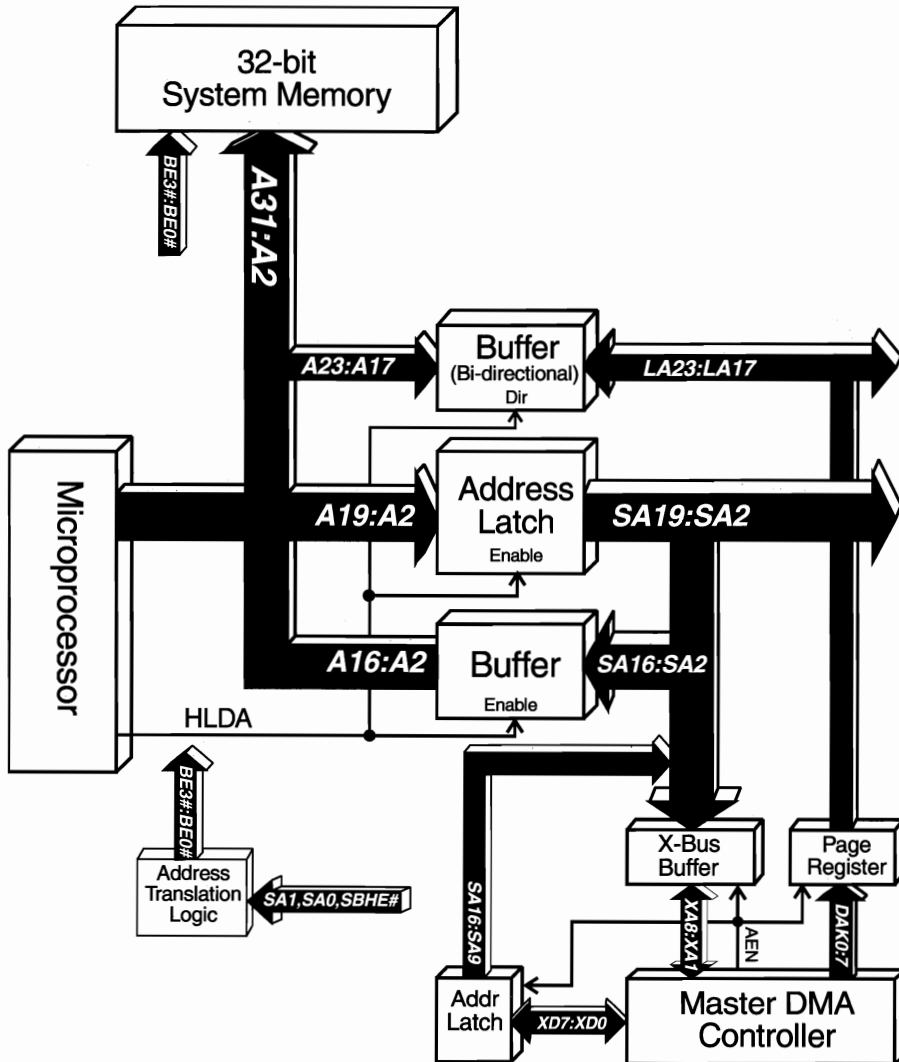 32-bit
System Memory
BE3#:BE0#
A31:A2
A23:A17
Buffer
(Bi-directional)
Dir
LA23:LA17
Microprocessor
A19:A2
Address
Latch
Enable
SA19:SA2
A16:A2
Buffer
Enable
SA16:SA2
HLDA
BE3#:BE0#
Address
Translation
Logic
SA1,SA0,SBHE#
SA16:SA9
X-Bus
Buffer
Page
Register
XA8:XA1
AEN
DAK0:7
Addr
Latch
XD7:XD0
Master DMA
Controller